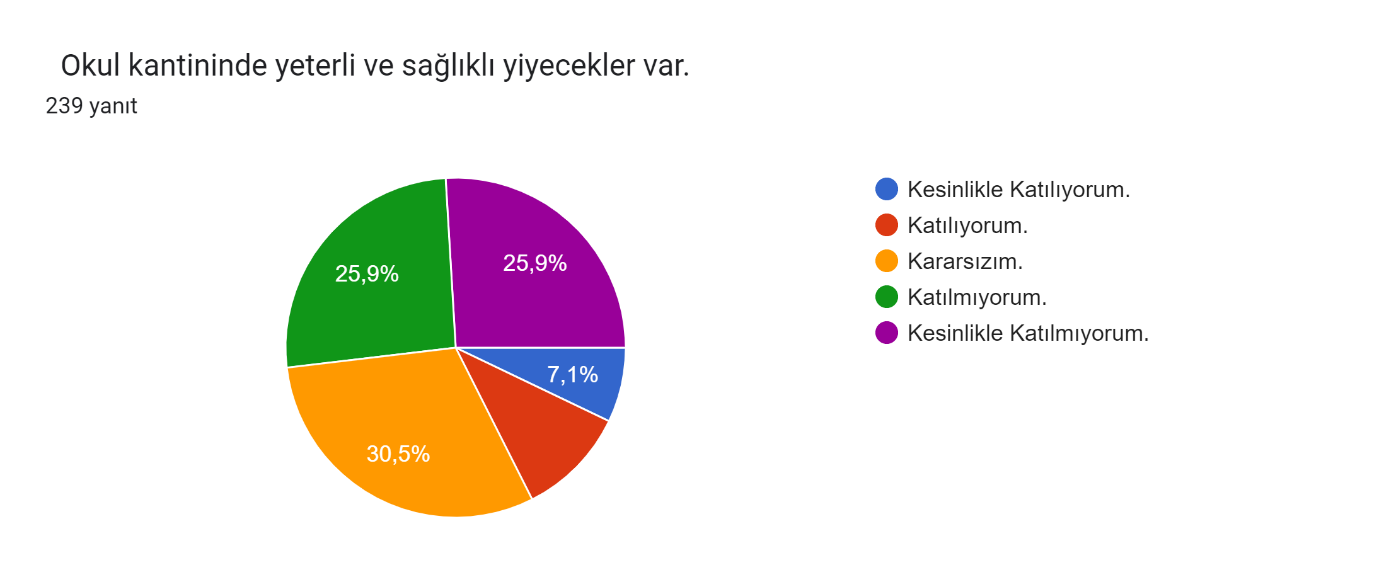 Okul kantininde yeterli ve sağlıklı yiyecekler var.
239 yanıt
Kesinlikle Katılıyorum.
Katılıyorum.
Kararsızım.
Katılmıyorum.
Kesinlikle Katılmıyorum.
25,9%
25,9%
7,1%
30,5%